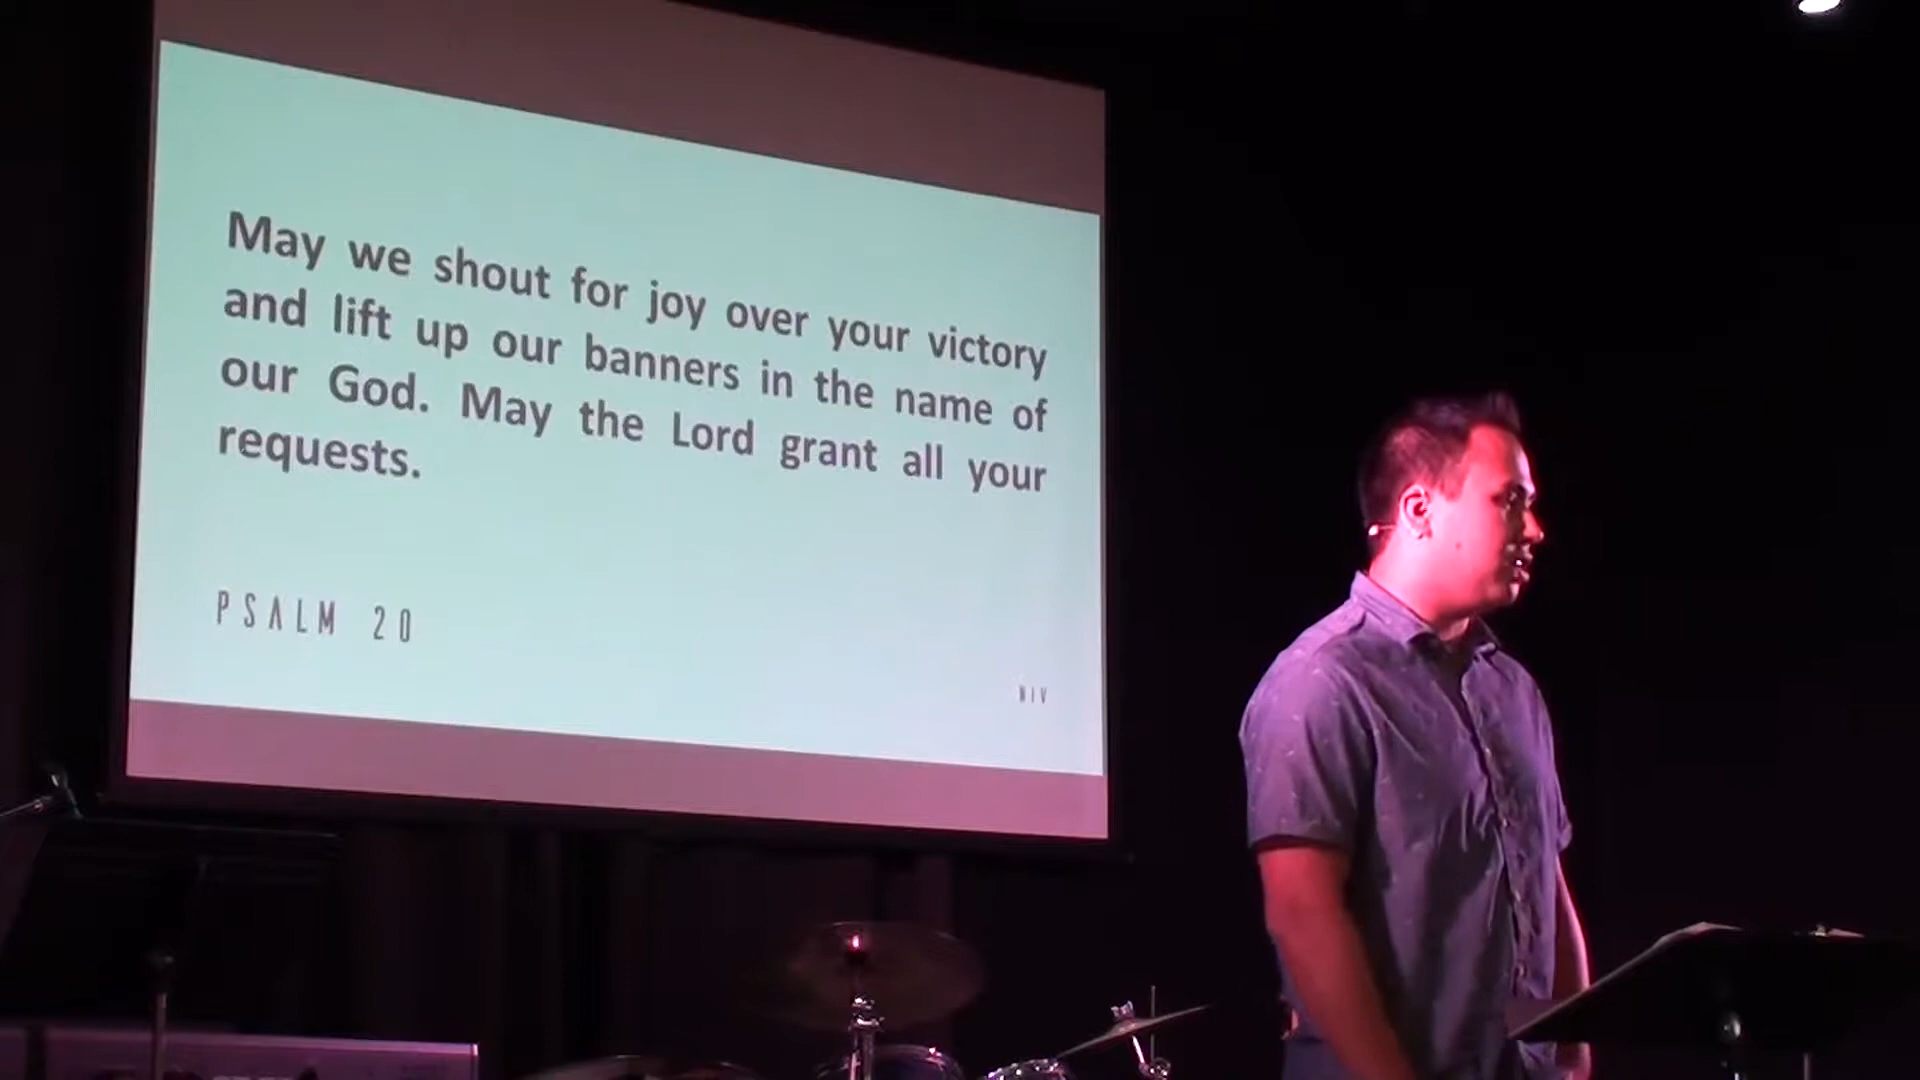 May we shout for joy over your victory
and lift up our banners in the name of
our God. May the Lord grant all your
requests.
PSALM 20
NIV